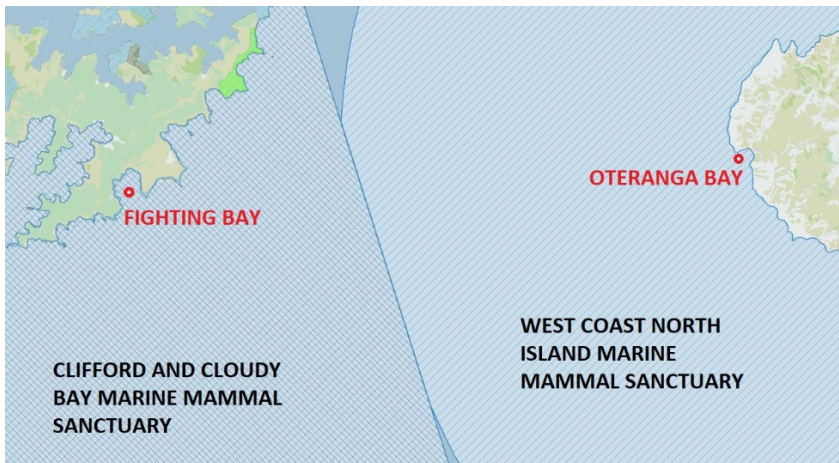 OTERANGA BAY
FIGHTING BAY
WEST COAST NORTH
ISLAND MARINE
MAMMAL SANCTUARY
CLIFFORD AND CLOUDY
BAY MARINE MAMMAL
SANCTUARY